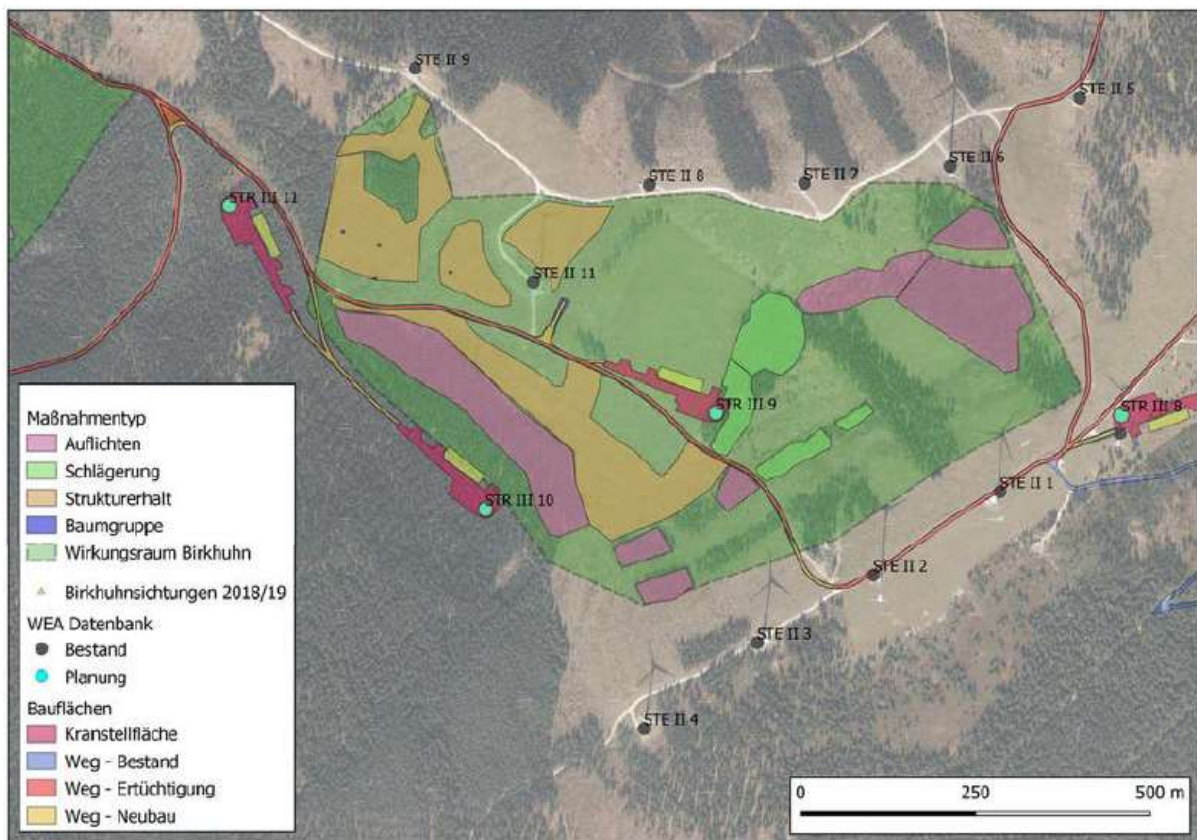 STE II 9
STE II 5
STE II 6
STE II 8
STE II 7
STR III 11
STE II 11
STR III 9
STR III 8
STR III 10
STE II 1
STE II 2
STE II 3
STE II 4
Maßnahmentyp
Auflichten
Schlägerung
Strukturerhalt
Baumgruppe
Wirkungsraum Birkhuhn
Birkhuhnsichtungen 2018/19
WEA Datenbank
Bestand
Planung
Bauflächen
Kranstellfläche
Weg - Bestand
Weg - Ertüchtigung
Weg - Neubau
0 250 500 m